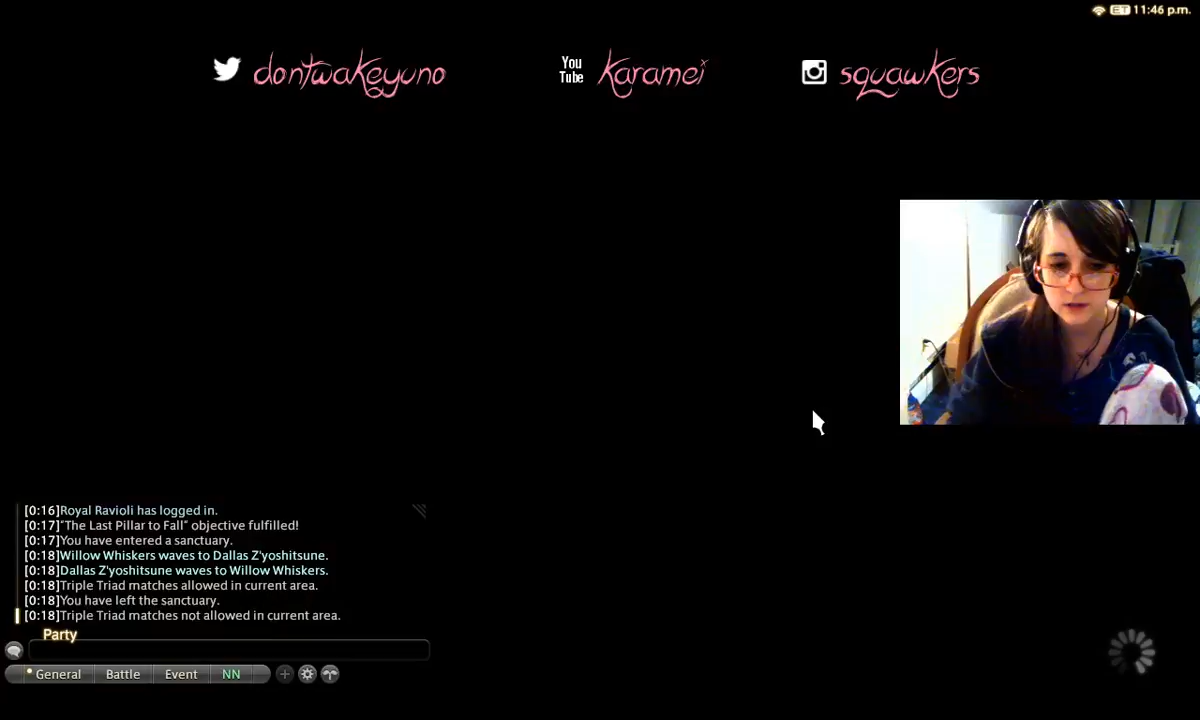 ET 11:46 p.m.
dontwakeyuno
You Tube karamei
squawkers
[0:16]Royal Ravioli has logged in.
[0:17]"The Last Pillar to Fall" objective fulfilled!
[0:17]You have entered a sanctuary.
[0:18]Willow Whiskers waves to Dallas Z'yoshitsune.
[0:18]Dallas Z'yoshitsune waves to Willow Whiskers.
[0:18]Triple Triad matches allowed in current area.
[0:18]You have left the sanctuary.
[0:18]Triple Triad matches not allowed in current area.
Party
General Battle Event NN